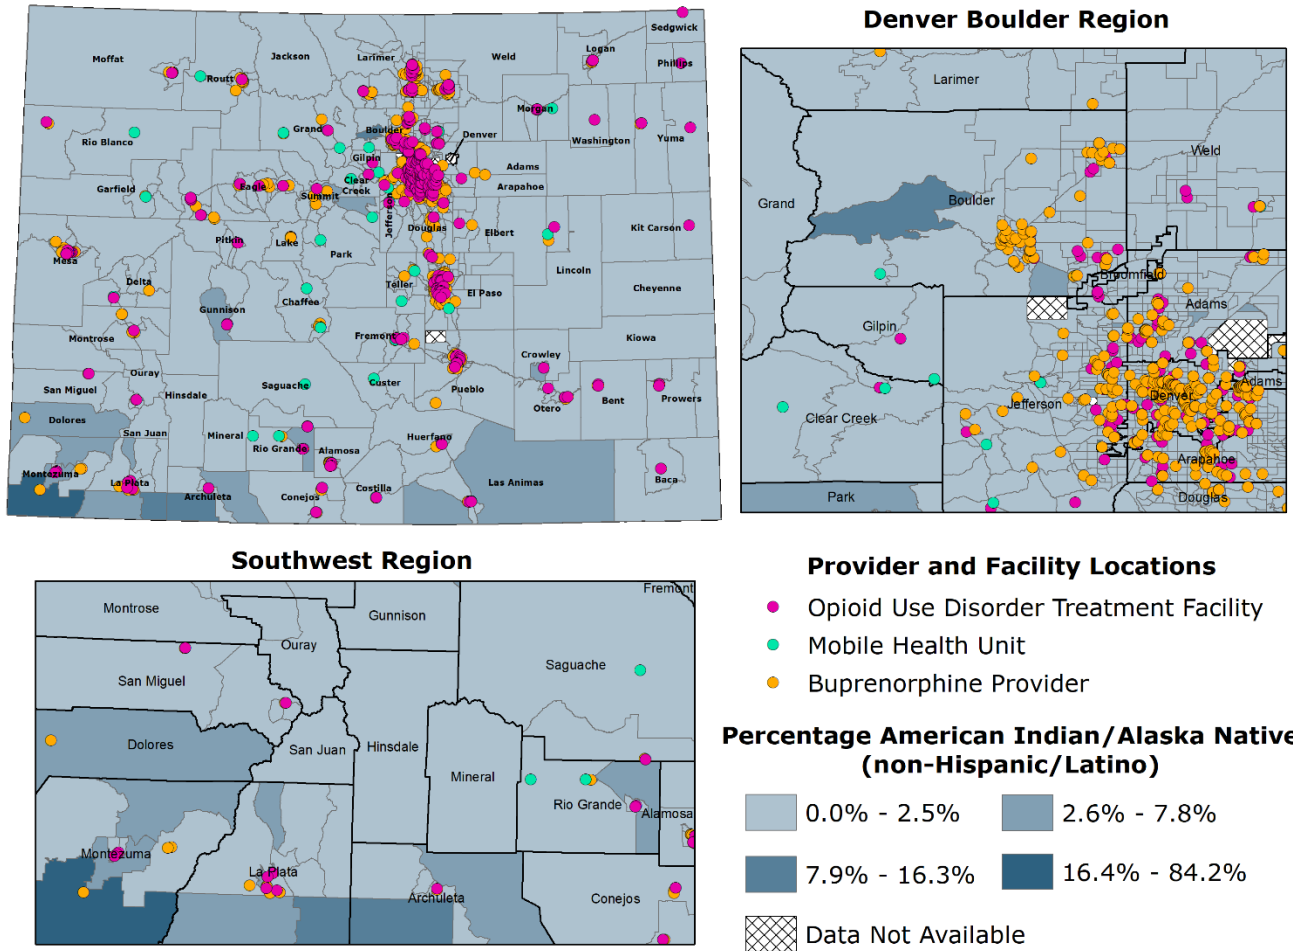 Denver Boulder Region
Sedgwick
Moffat
Jackson
Larimer
Weld
Logan
Phillips
Routt
Morgan
Grand
Boulder
Denver
Washington
Yuma
Rio Blanco
Gilpin
Adams
Garfield
Eagle
Clear
Creek
Summit
Arapahoe
Jefferson
Douglas
Elbert
Kit Carson
Pitkin
Lake
Park
Mesa
Lincoln
Delta
Teller
El Paso
Cheyenne
Chaffee
Gunnison
Montrose
Fremont
Kiowa
Crowley
Ouray
Saguache
Custer
Pueblo
San Miguel
Hinsdale
Otero
Bent
Prowers
Dolores
San Juan
Mineral
Rio Grande
Alamosa
Huerfano
Montezuma
La Plata
Archuleta
Conejos
Costilla
Las Animas
Baca
Larimer
Weld
Grand
Boulder
Broomfield
Adams
Gilpin
Jefferson
Denver
Adams
Clear Creek
Arapahoe
Park
Douglas
Southwest Region
Montrose
Gunnison
Fremont
Ouray
Saguache
San Miguel
Dolores
San Juan
Hinsdale
Mineral
Rio Grande
Alamosa
Montezuma
La Plata
Archuleta
Conejos
Provider and Facility Locations
Opioid Use Disorder Treatment Facility
Mobile Health Unit
Buprenorphine Provider
Percentage American Indian/Alaska Native
(non-Hispanic/Latino)
0.0% - 2.5%
2.6% - 7.8%
7.9% - 16.3%
16.4% - 84.2%
Data Not Available